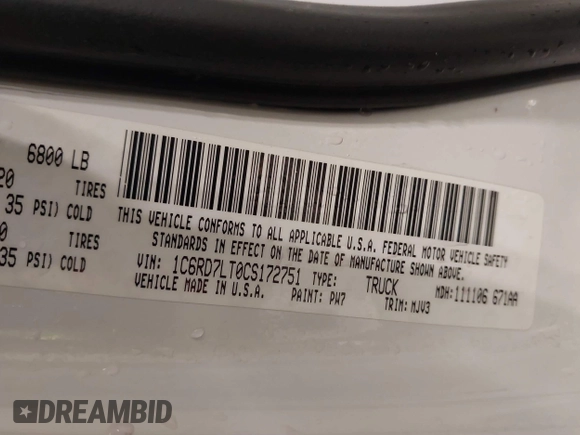 6800 LB
20 TIRES
35 PSI) COLD
0 TIRES
35 PSI) COLD
THIS VEHICLE CONFORMS TO ALL APPLICABLE U.S.A. FEDERAL MOTOR VEHICLE SAFETY
STANDARDS IN EFFECT ON THE DATE OF MANUFACTURE SHOWN ABOVE.
VIN: 1C6RD7LT0CS172751 TYPE: TRUCK MDH: 111106 671AA
VEHICLE MADE IN U.S.A. PAINT: PW7 TRIM: MJV3
DREAMBID